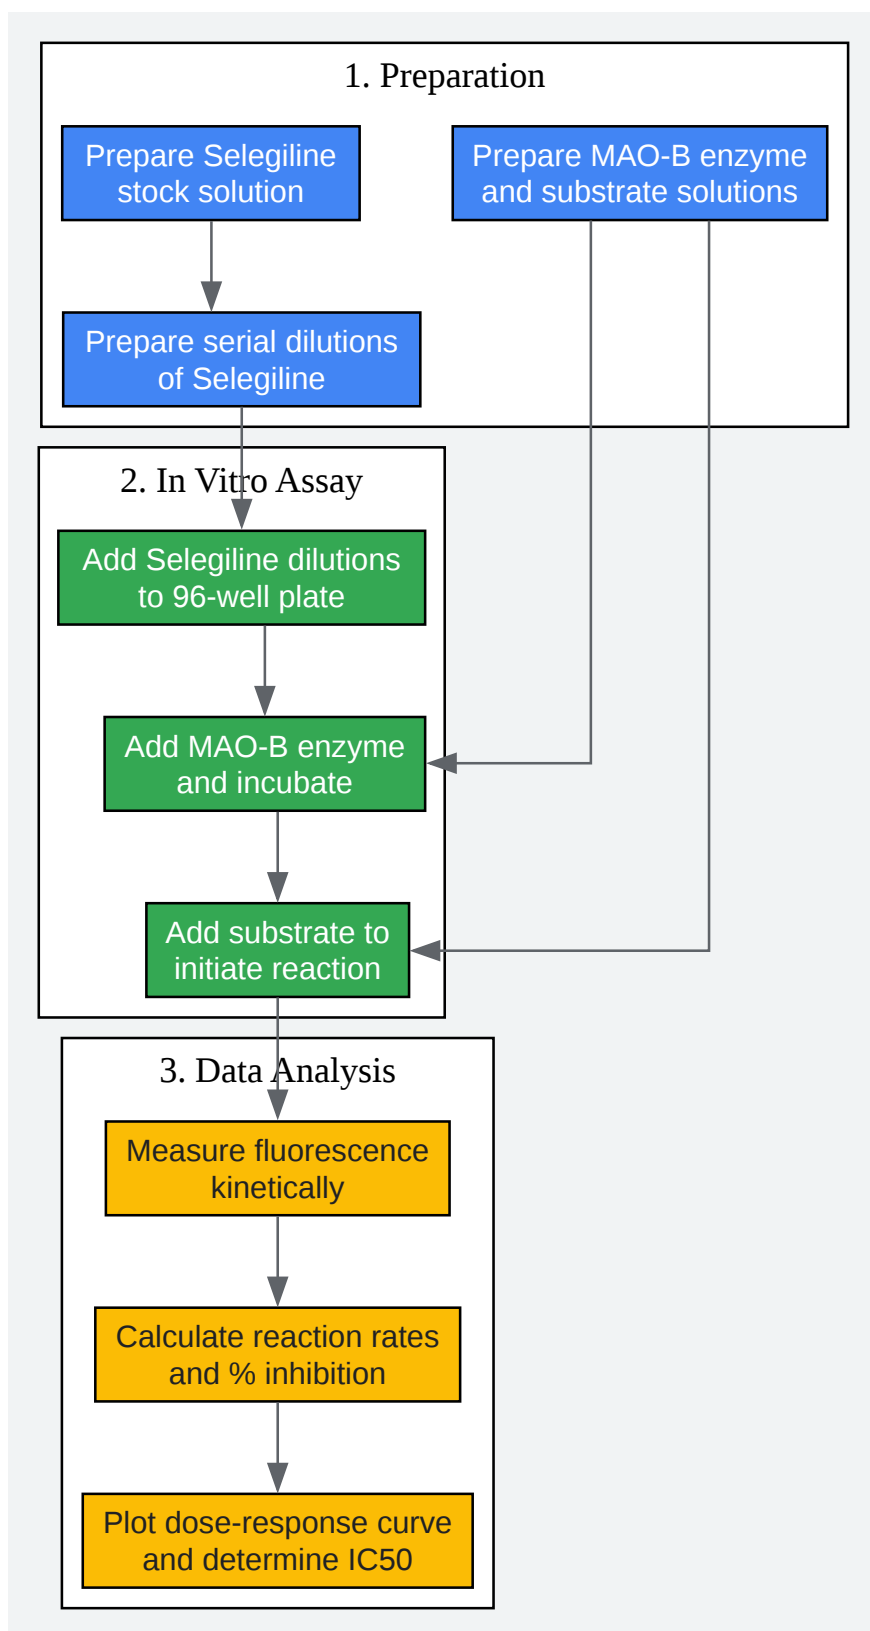 1. Preparation
Prepare Selegiline
stock solution
Prepare MAO-B enzyme
and substrate solutions
Prepare serial dilutions
of Selegiline
2. In Vitro Assay
Add Selegiline dilutions
to 96-well plate
Add MAO-B enzyme
and incubate
Add substrate to
initiate reaction
3. Data Analysis
Measure fluorescence
kinetically
Calculate reaction rates
and % inhibition
Plot dose-response curve
and determine IC50